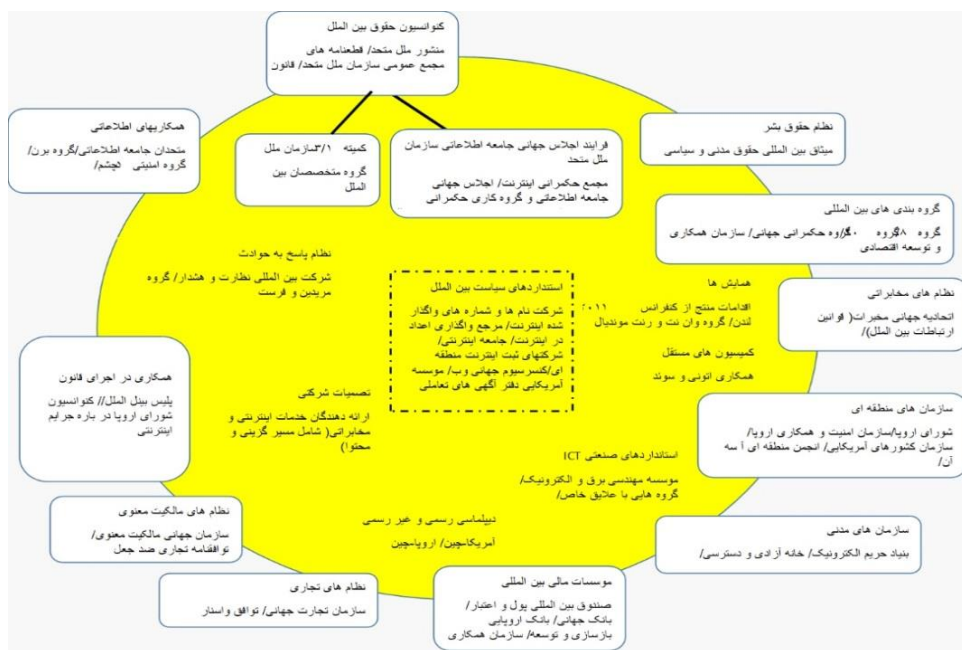 کنوانسیون حقوق بین الملل
منشور ملل متحد/ قطعنامه های
مجمع عمومی سازمان ملل متحد/ قانون
همکاریهای اطلاعاتی
متحدان جامعه اطلاعاتی/گروه برن/
گروه امنیتی ۵چشم/
کمیته ۳/۱سازمان ملل
گروه متخصصان بین
الملل
فرایند اجلاس جهانی جامعه اطلاعاتی سازمان
ملل متحد
مجمع حکمرانی اینترنت/ اجلاس جهانی
جامعه اطلاعاتی و گروه کاری حکمرانی
نظام حقوق بشر
میثاق بین المللی حقوق مدنی و سیاسی
گروه بندی های بین المللی
گروه حکمرانی جهانی/ سازمان همکاری
و توسعه اقتصادی
نظام پاسخ به حوادث
شرکت بین المللی نظارت و هشدار/ گروه
مریدین و فرست
استانداردهای سیاست بین الملل
شرکت نام ها و شماره های واگذار
شده اینترنت/ مرجع واگذاری اعداد
در اینترنت/ جامعه اینترنتی/
شرکتهای ثبت اینترنت منطقه
ای/کنسرسیوم جهانی وب/ موسسه
آمریکایی دفتر آگهی های تعاملی
همایش ها
اقدامات منتج از کنفرانس ۲۰۱۱
لندن/ گروه وان نت و رنت موندیال
کمیسیون های مستقل
همکاری اتونی و سوند
نظام های مخابراتی
اتحادیه جهانی مخبرات( قوانین
ارتباطات بین الملل)/
همکاری در اجرای قانون
پلیس بینل الملل// کنوانسیون
شورای اروپا در باره جرایم
اینترنتی
تصمیات شرکتی
ارائه دهندگان خدمات اینترنتی و
مخابراتی( شامل مسیر گزینی و
محتوا)
سازمان های منطقه ای
شورای اروپا/سازمان امنیت و همکاری اروپا/
سازمان کشورهای آمریکایی/ انجمن منطقه ای آ سه
آن/
استانداردهای صنعتی ICT
موسسه مهندسی برق و الکترونیک/
گروه هایی با علایق خاص/
نظام های مالکیت معنوی
سازمان جهانی مالکیت معنوی/
توافقنامه تجاری ضد جعل
دیپلماسی رسمی و غیر رسمی
آمریکا-چین/ اروپا-چین
سازمان های مدنی
بنیاد حریم الکترونیک/ خانه آزادی و دسترسی/
نظام های تجاری
سازمان تجارت جهانی/ توافق واسنار
موسسات مالی بین المللی
صندوق بین المللی پول و اعتبار/
بانک جهانی/ بانک اروپایی
بازسازی و توسعه/ سازمان همکاری